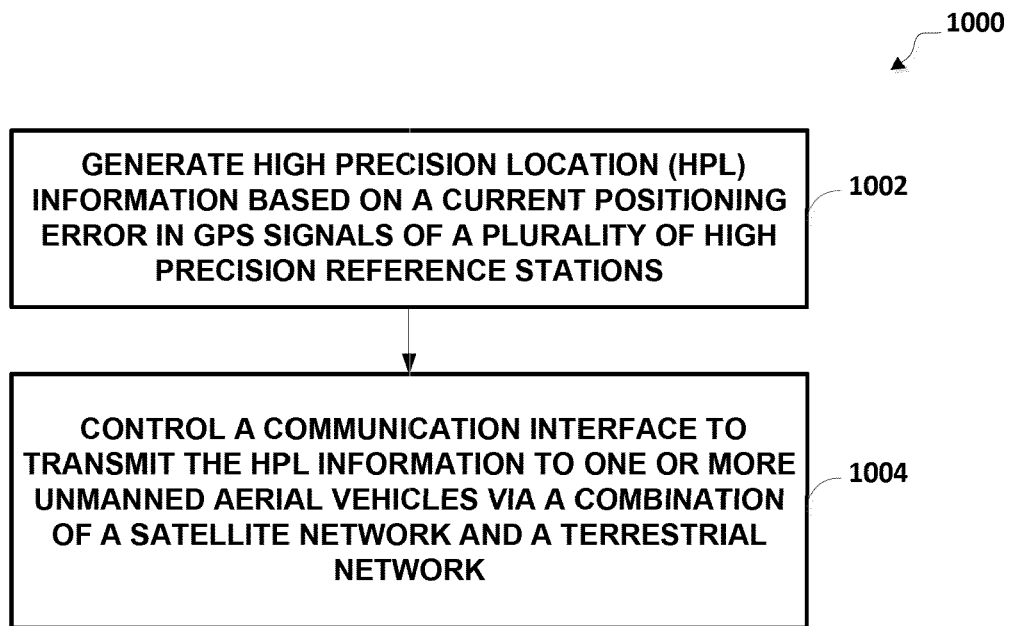 1000
GENERATE HIGH PRECISION LOCATION (HPL)
INFORMATION BASED ON A CURRENT POSITIONING
ERROR IN GPS SIGNALS OF A PLURALITY OF HIGH
PRECISION REFERENCE STATIONS
1002
CONTROL A COMMUNICATION INTERFACE TO
TRANSMIT THE HPL INFORMATION TO ONE OR MORE
UNMANNED AERIAL VEHICLES VIA A COMBINATION
OF A SATELLITE NETWORK AND A TERRESTRIAL
NETWORK
1004